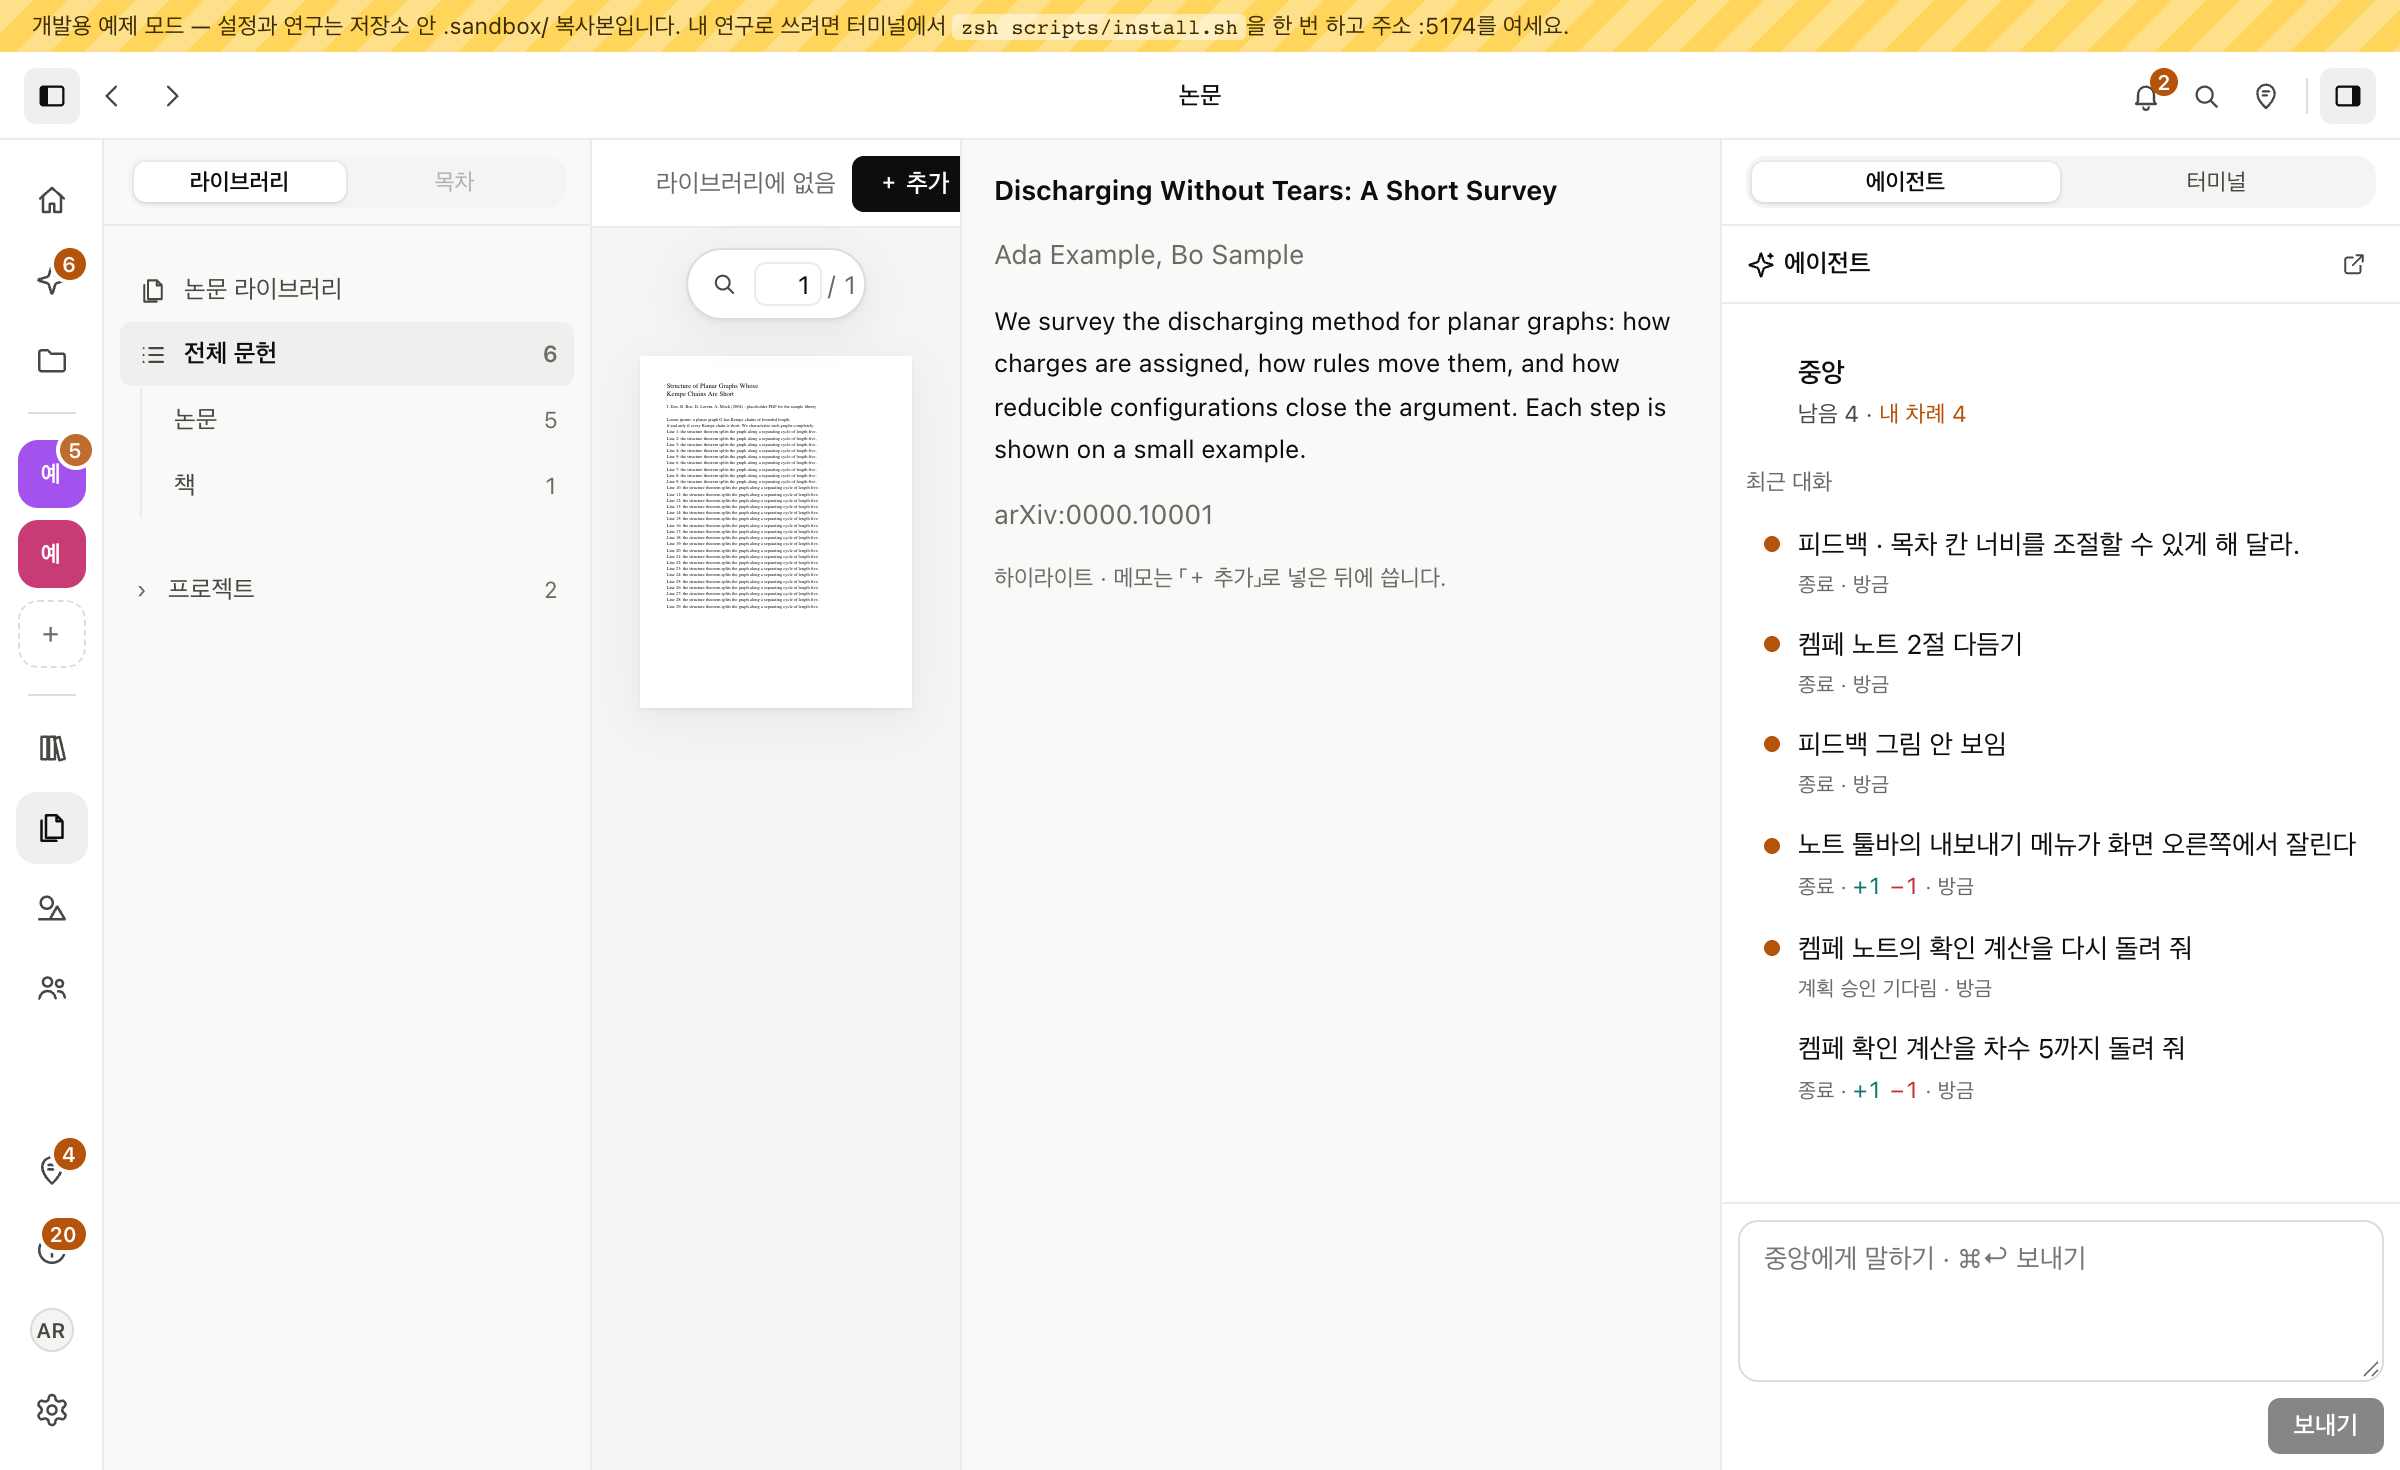 개발용 예제 모드 — 설정과 연구는 저장소 안 .sandbox/ 복사본입니다. 내 연구로 쓰려면 터미널에서 zsh scripts/install.sh을 한 번 하고 주소 :5174를 여세요.
논문
2
6
5
예
예
+
4
20
AR
라이브러리
목차
논문 라이브러리
전체 문헌 6
논문 5
책 1
› 프로젝트 2
라이브러리에 없음
+ 추가
1 / 1
Structure of Planar Graphs Whose
Kempe Chains Are Short
Discharging Without Tears: A Short Survey
Ada Example, Bo Sample
We survey the discharging method for planar graphs: how
charges are assigned, how rules move them, and how
reducible configurations close the argument. Each step is
shown on a small example.
arXiv:0000.10001
하이라이트 · 메모는 「+ 추가」로 넣은 뒤에 씁니다.
에이전트
터미널
에이전트
중앙
남음 4 · 내 차례 4
최근 대화
피드백 · 목차 칸 너비를 조절할 수 있게 해 달라.
종료 · 방금
켐페 노트 2절 다듬기
종료 · 방금
피드백 그림 안 보임
종료 · 방금
노트 툴바의 내보내기 메뉴가 화면 오른쪽에서 잘린다
종료 · +1 −1 · 방금
켐페 노트의 확인 계산을 다시 돌려 줘
계획 승인 기다림 · 방금
켐페 확인 계산을 차수 5까지 돌려 줘
종료 · +1 −1 · 방금
중앙에게 말하기 · ⌘↩ 보내기
보내기